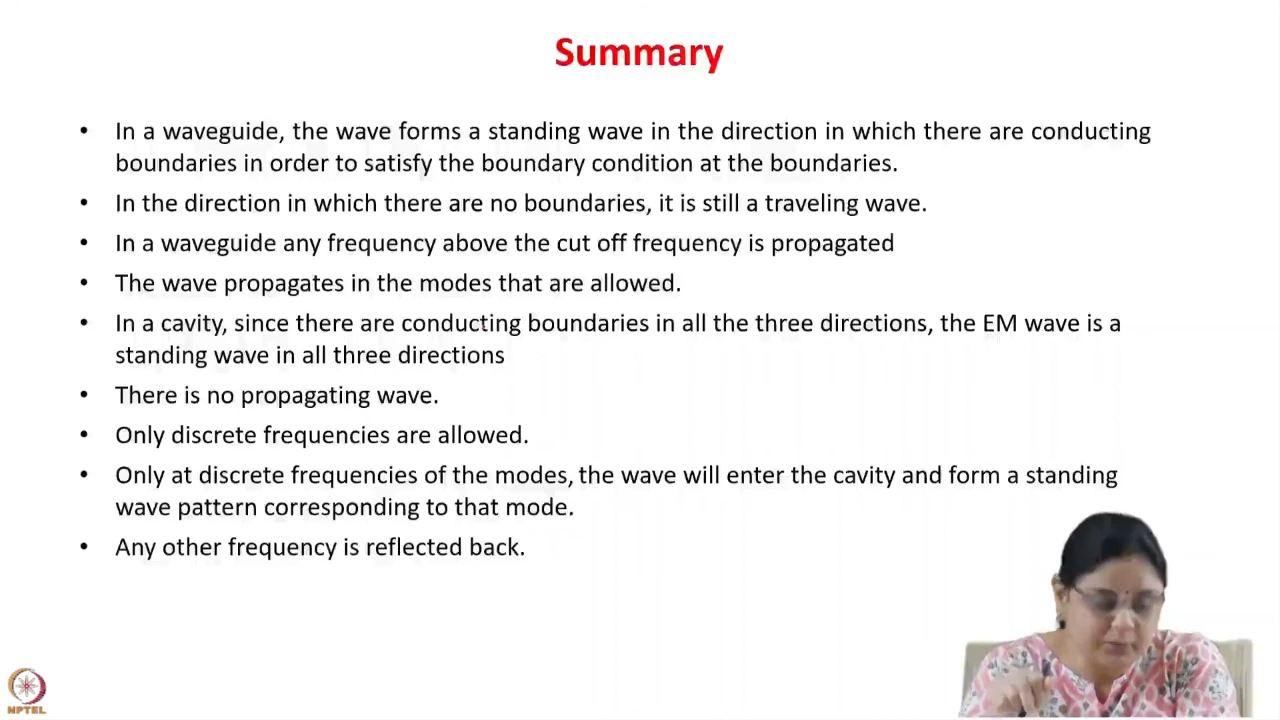 Summary
• In a waveguide, the wave forms a standing wave in the direction in which there are conducting
boundaries in order to satisfy the boundary condition at the boundaries.
• In the direction in which there are no boundaries, it is still a traveling wave.
• In a waveguide any frequency above the cut off frequency is propagated
• The wave propagates in the modes that are allowed.
• In a cavity, since there are conducting boundaries in all the three directions, the EM wave is a
standing wave in all three directions
• There is no propagating wave.
• Only discrete frequencies are allowed.
• Only at discrete frequencies of the modes, the wave will enter the cavity and form a standing
wave pattern corresponding to that mode.
• Any other frequency is reflected back.
NPTEL